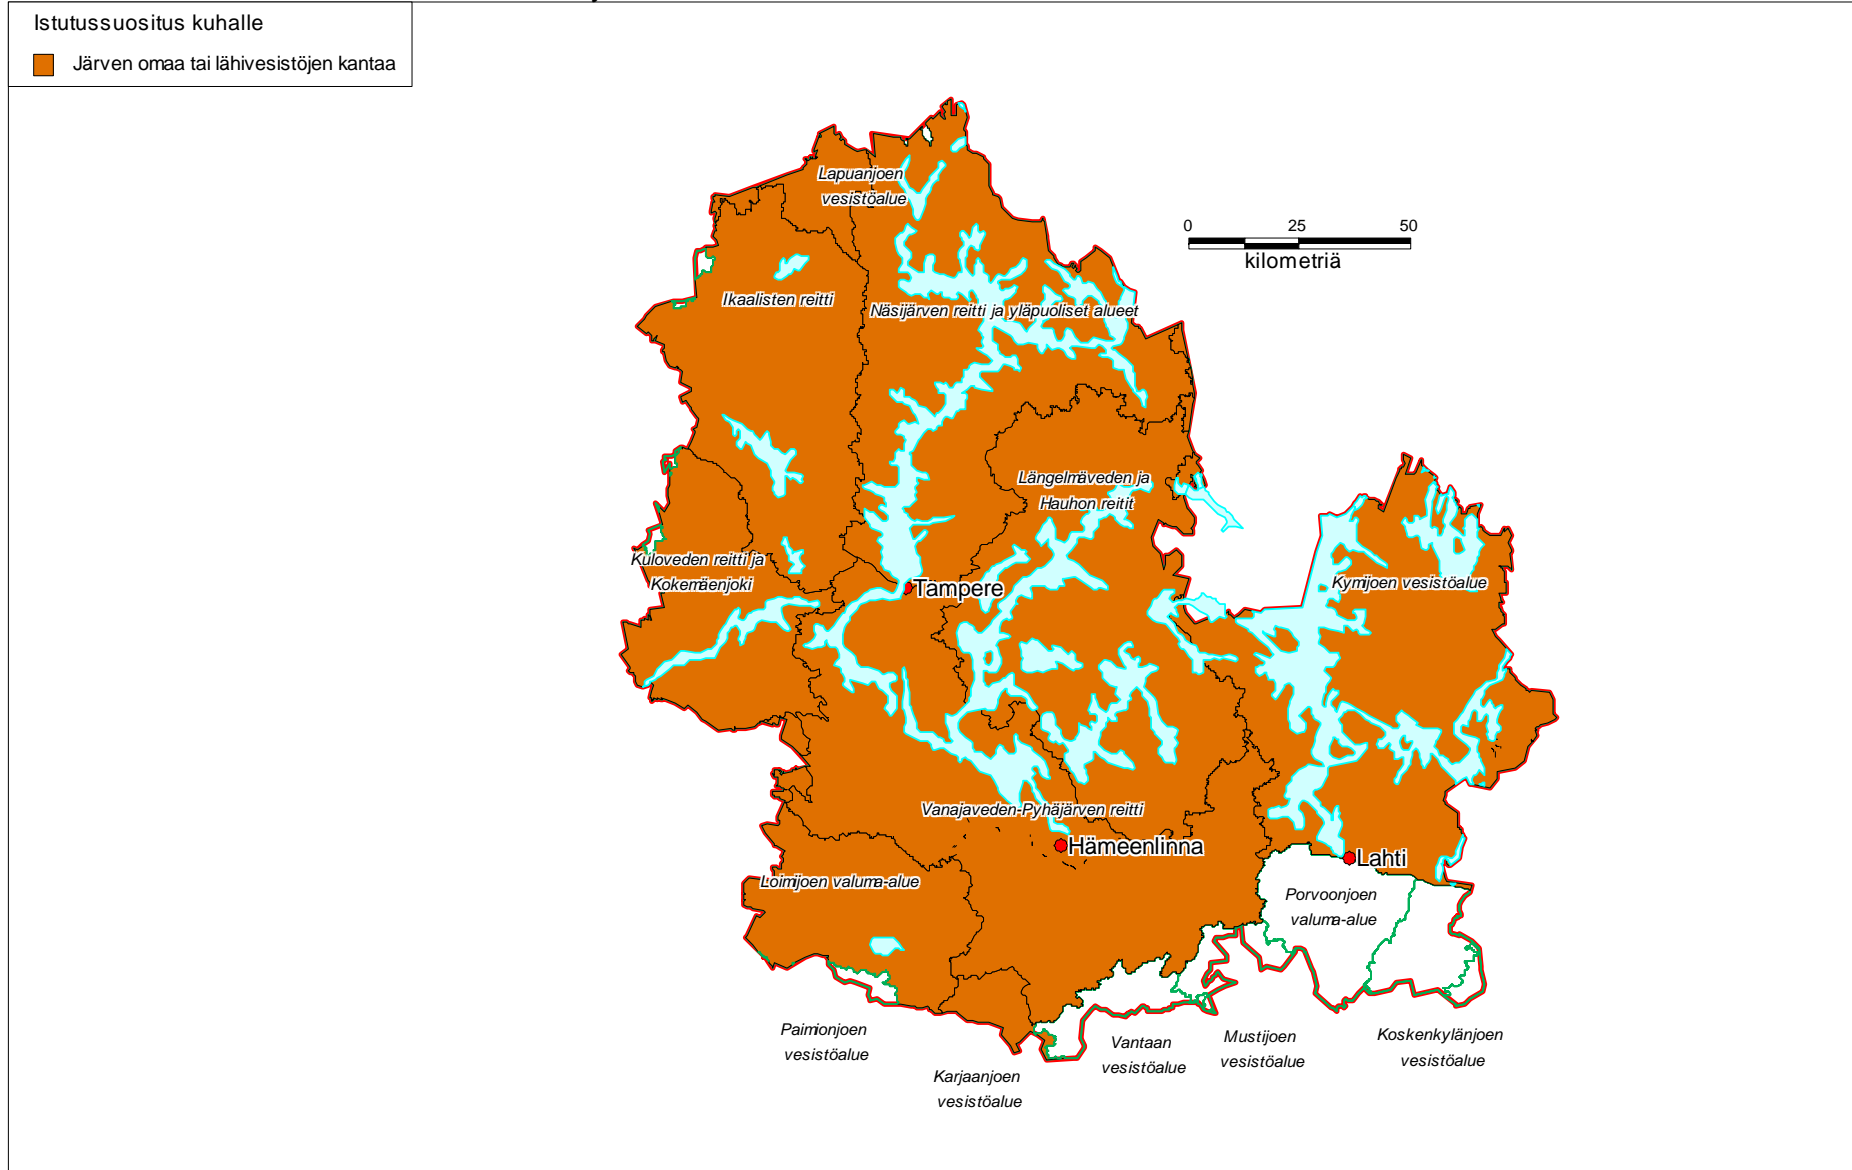 Istutussuositus kuhalle
Järven omaa tai lähivesistöjen kantaa
Lapuanjoen
vesistöalue
0 25 50
kilometriä
Ikaalisten reitti
Näsijärven reitti ja yläpuoliset alueet
Längelmäveden ja
Hauhon reitit
Kuloveden reitti ja
Kokemäenjoki
Tampere
Kymijoen vesistöalue
Vanajaveden-Pyhäjärven reitti
Hämeenlinna
Lahti
Loimijoen valuma-alue
Porvoonjoen
valuma-alue
Paimionjoen
vesistöalue
Karjaanjoen
vesistöalue
Vantaan
vesistöalue
Mustijoen
vesistöalue
Koskenkylänjoen
vesistöalue